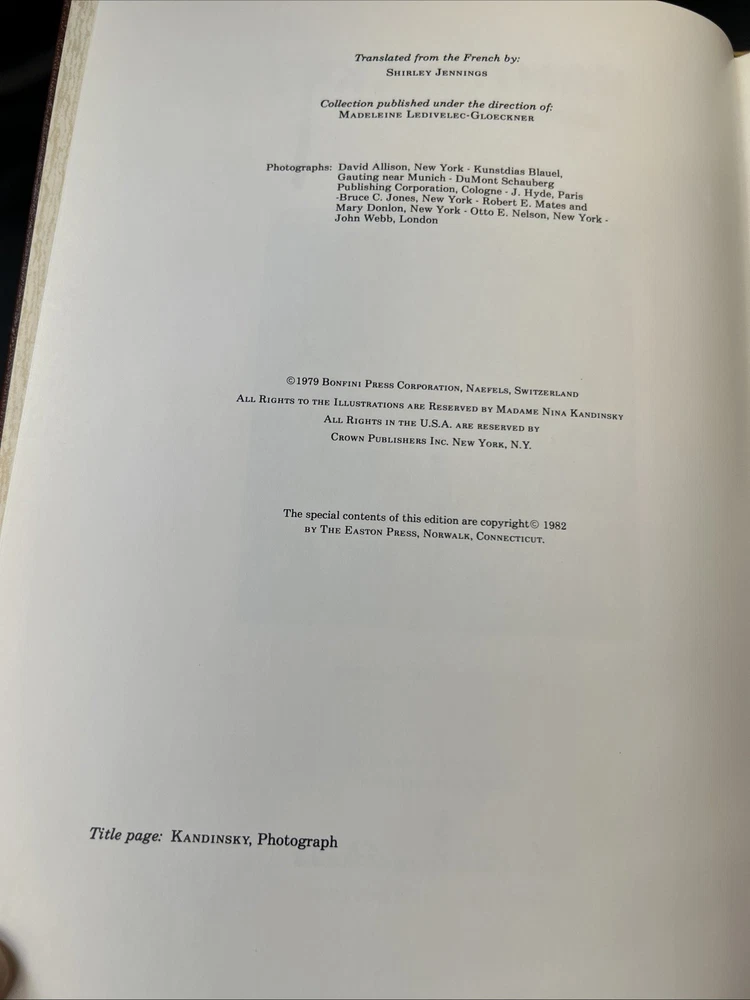 Translated from the French by:
SHIRLEY JENNINGS
Collection published under the direction of:
MADELEINE LEDIVELEC-GLOECKNER
Photographs: David Allison, New York - Kunstdias Blauel,
Gauting near Munich - DuMont Schauberg
Publishing Corporation, Cologne - J. Hyde, Paris
-Bruce C. Jones, New York - Robert E. Mates and
Mary Donlon, New York - Otto E. Nelson, New York -
John Webb, London
©1979 BONFINI PRESS CORPORATION, NAEFELS, SWITZERLAND
ALL RIGHTS TO THE ILLUSTRATIONS ARE RESERVED BY MADAME NINA KANDINSKY
ALL RIGHTS IN THE U.S.A. ARE RESERVED BY
CROWN PUBLISHERS INC. NEW YORK, N.Y.
The special contents of this edition are copyright© 1982
BY THE EASTON PRESS, NORWALK, CONNECTICUT.
Title page: KANDINSKY, Photograph